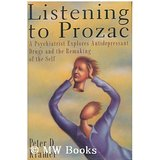 Listening to
Prozac
A Psychiatrist Explores Antidepressant
Drugs and the Remaking
of the Self
Peter D.
Kramer
© MW Books